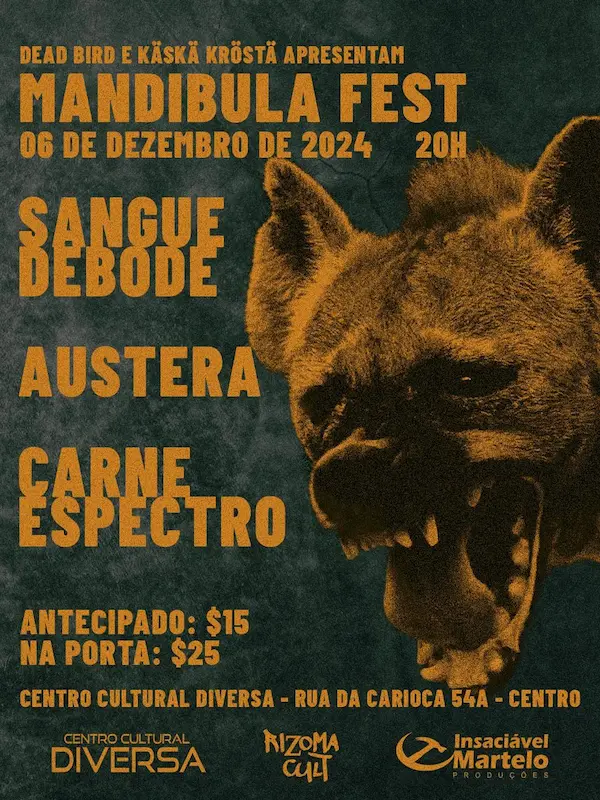 DEAD BIRD E KÄSKÄ KRÖSTÄ APRESENTAM
MANDIBULA FEST
06 DE DEZEMBRO DE 2024 20H
SANGUE
DEBODE
AUSTERA
CARNE
ESPECTRO
ANTECIPADO: $15
NA PORTA: $25
CENTRO CULTURAL DIVERSA - RUA DA CARIOCA 54A - CENTRO
CENTRO CULTURAL
DIVERSA
RIZOMA
CULT
Insaciável
Martelo
PRODUÇÕES